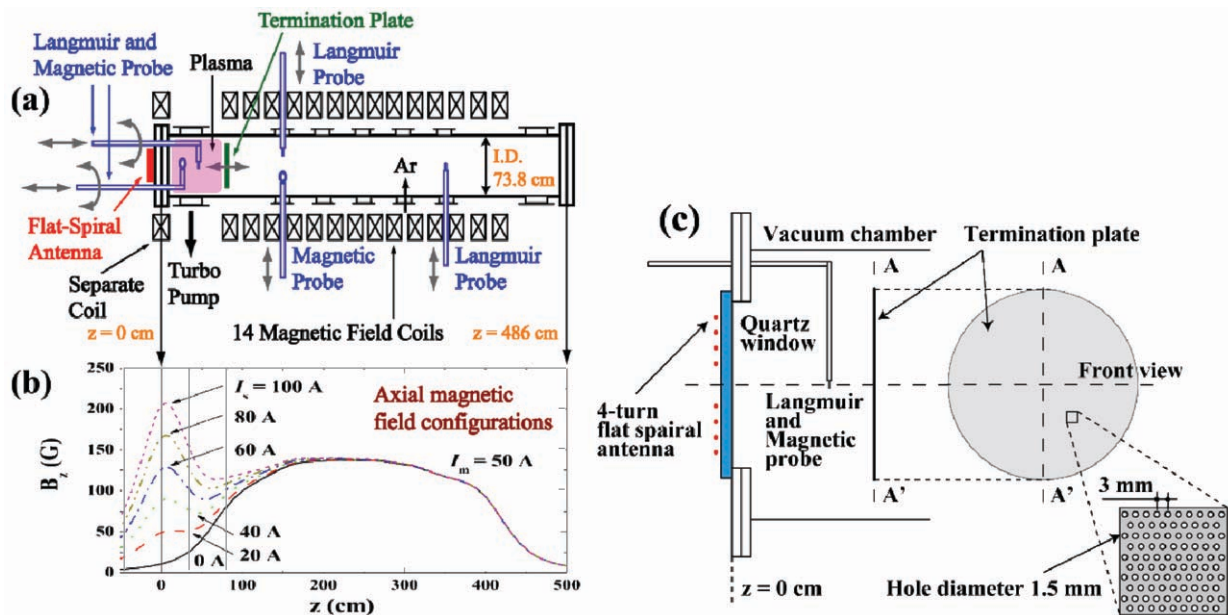 Termination Plate
Langmuir and
Magnetic Probe
Plasma
Langmuir
Probe
(a)
Ar
I.D.
73.8 cm
Flat-Spiral
Antenna
Separate
Coil
Turbo
Pump
Magnetic
Probe
Langmuir
Probe
z = 0 cm
14 Magnetic Field Coils
z = 486 cm
(b)
250
200
150
100
50
0
B_z (G)
I_s = 100 A
80 A
60 A
40 A
20 A
0 A
Axial magnetic
field configurations
I_m = 50 A
0
100
200
300
400
500
z (cm)
(c)
Vacuum chamber
Termination plate
A
A
Quartz
window
Front view
4-turn
flat spairal
antenna
Langmuir
and
Magnetic
probe
A'
A'
3 mm
Hole diameter 1.5 mm
z = 0 cm